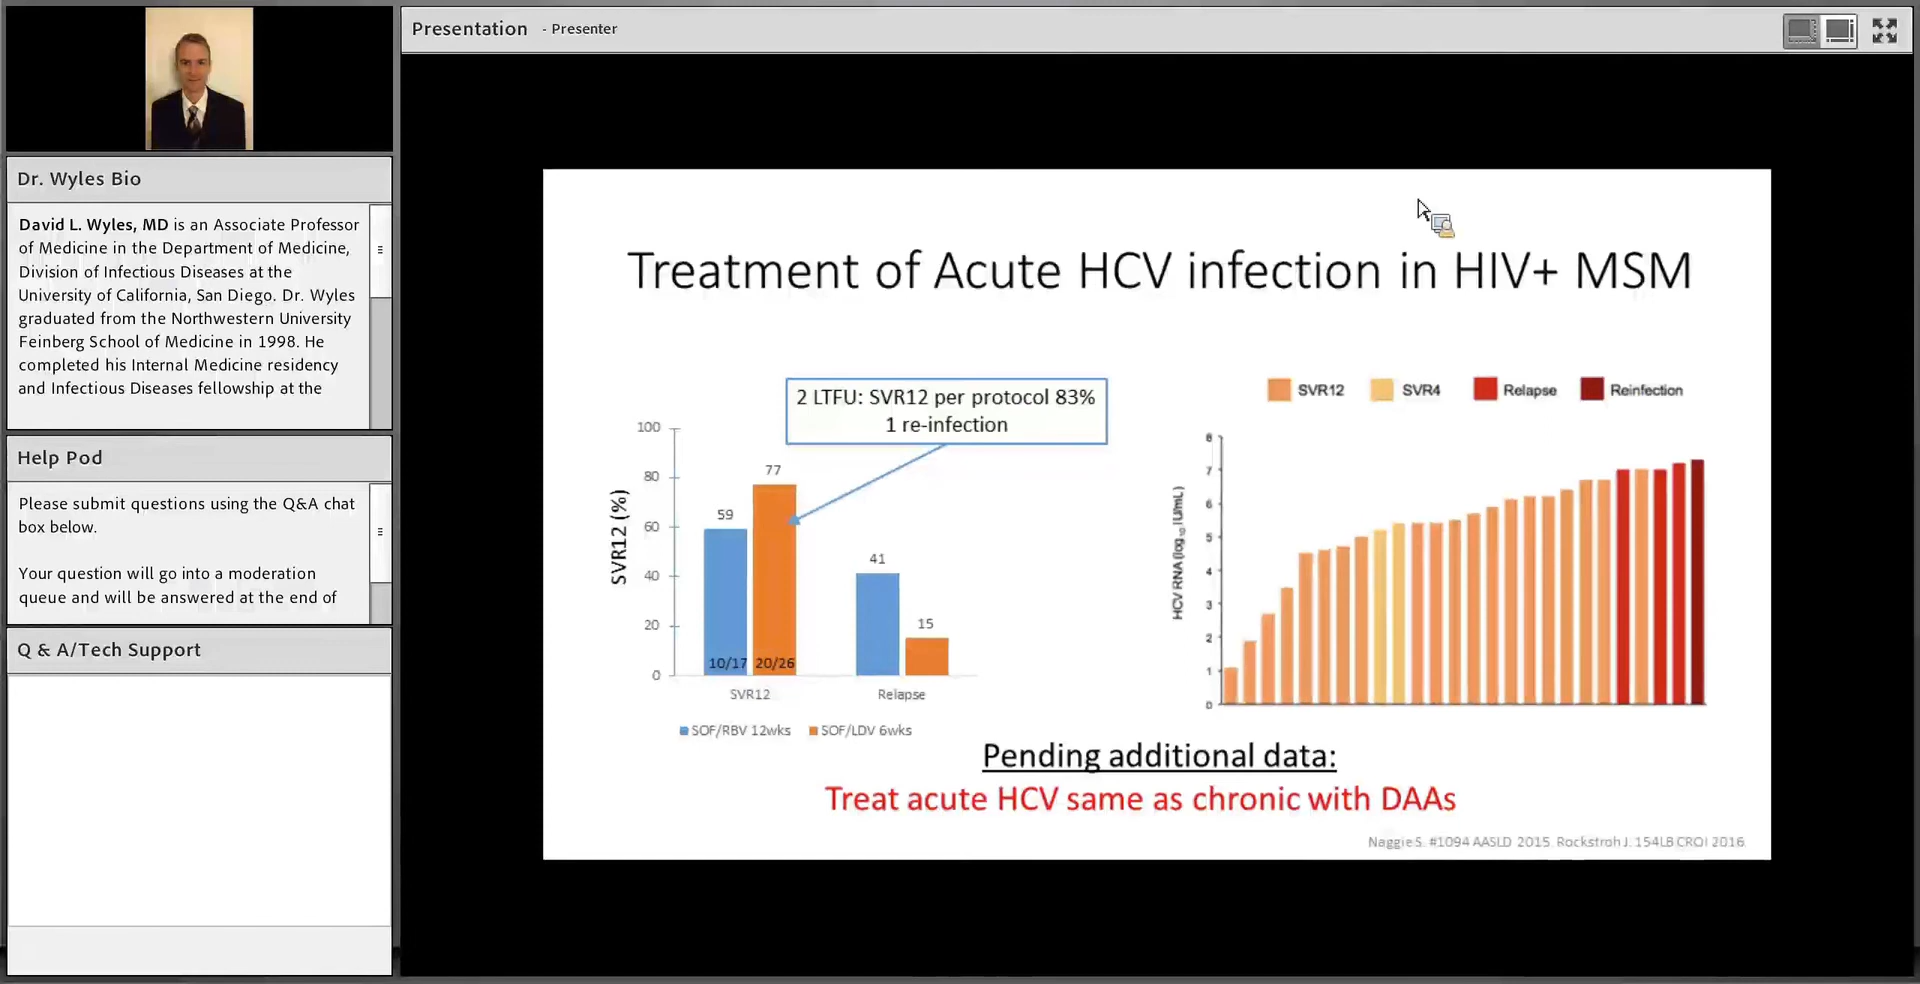 Presentation - Presenter
Dr. Wyles Bio
David L. Wyles, MD is an Associate Professor
of Medicine in the Department of Medicine,
Division of Infectious Diseases at the
University of California, San Diego. Dr. Wyles
graduated from the Northwestern University
Feinberg School of Medicine in 1998. He
completed his Internal Medicine residency
and Infectious Diseases fellowship at the
Help Pod
Please submit questions using the Q&A chat
box below.
Your question will go into a moderation
queue and will be answered at the end of
Q & A/Tech Support
Treatment of Acute HCV infection in HIV+ MSM
2 LTFU: SVR12 per protocol 83%
1 re-infection
SVR12 (%)
100
80
60
40
20
0
59
77
41
15
10/17 20/26
SVR12 Relapse
SOF/RBV 12wks SOF/LDV 6wks
SVR12 SVR4 Relapse Reinfection
HCV RNA (log10 IU/mL)
8
7
6
5
4
3
2
1
0
Pending additional data:
Treat acute HCV same as chronic with DAAs
Naggie S. #1094 AASLD 2015. Rockstroh J. 154LB CROI 2016.